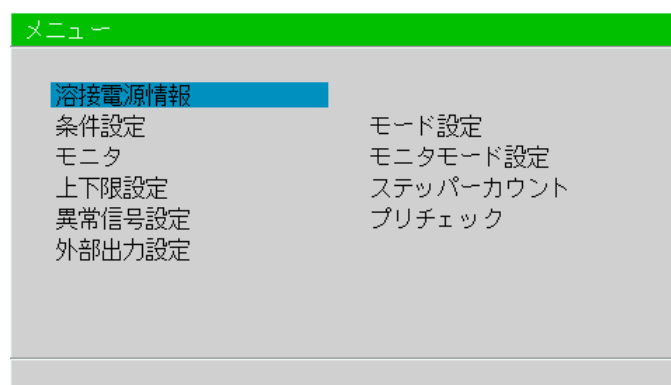 メニュー
溶接電源情報
条件設定
モード設定
モニタ
モニタモード設定
上下限設定
ステッパーカウント
異常信号設定
プリチェック
外部出力設定